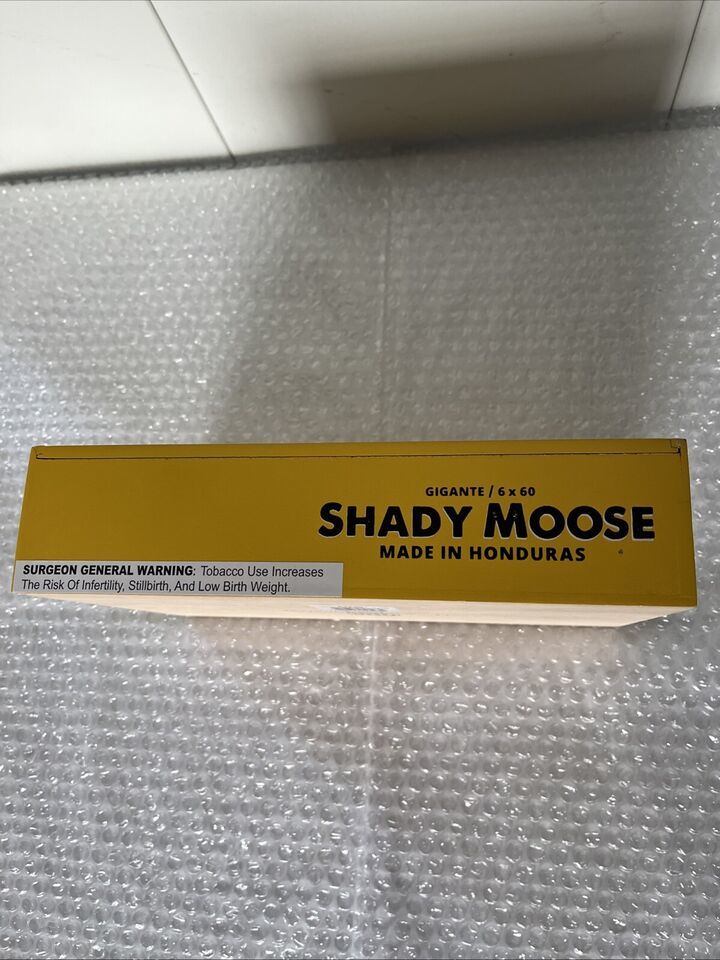 GIGANTE / 6 x 60
SHADY MOOSE
MADE IN HONDURAS
SURGEON GENERAL WARNING: Tobacco Use Increases
The Risk Of Infertility, Stillbirth, And Low Birth Weight.